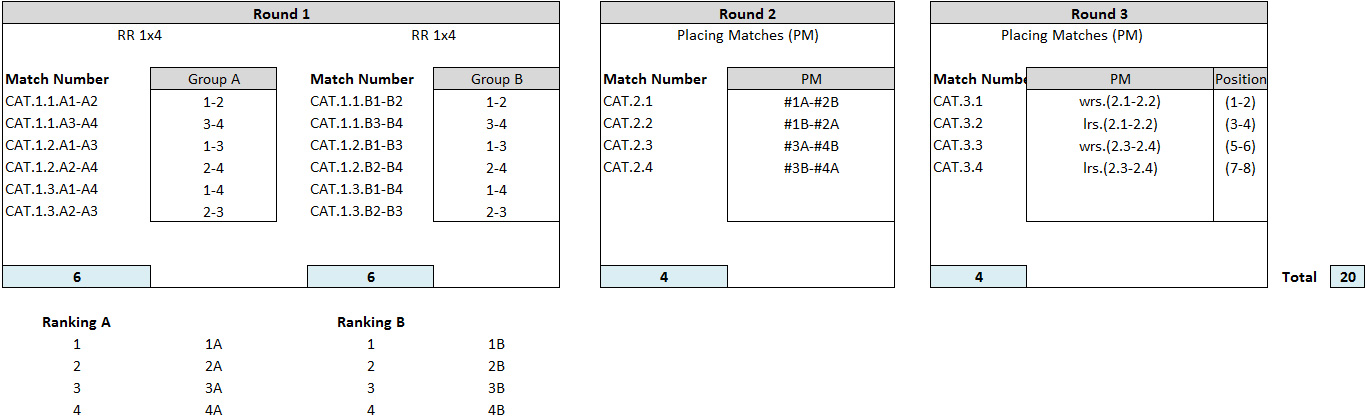 Round 1 Round 2 Round 3
RR 1x4 RR 1x4 Placing Matches (PM) Placing Matches (PM)
Match Number Group A Match Number Group B Match Number PM Match Numbe PM Position
CAT.1.1.A1-A2 1-2 CAT.1.1.B1-B2 1-2 CAT.2.1 #1A-#2B CAT.3.1 wrs.(2.1-2.2) (1-2)
CAT.1.1.A3-A4 3-4 CAT.1.1.B3-B4 3-4 CAT.2.2 #1B-#2A CAT.3.2 lrs.(2.1-2.2) (3-4)
CAT.1.2.A1-A3 1-3 CAT.1.2.B1-B3 1-3 CAT.2.3 #3A-#4B CAT.3.3 wrs.(2.3-2.4) (5-6)
CAT.1.2.A2-A4 2-4 CAT.1.2.B2-B4 2-4 CAT.2.4 #3B-#4A CAT.3.4 lrs.(2.3-2.4) (7-8)
CAT.1.3.A1-A4 1-4 CAT.1.3.B1-B4 1-4
CAT.1.3.A2-A3 2-3 CAT.1.3.B2-B3 2-3
6 6 4 4 Total 20
Ranking A Ranking B
1 1A 1 1B
2 2A 2 2B
3 3A 3 3B
4 4A 4 4B